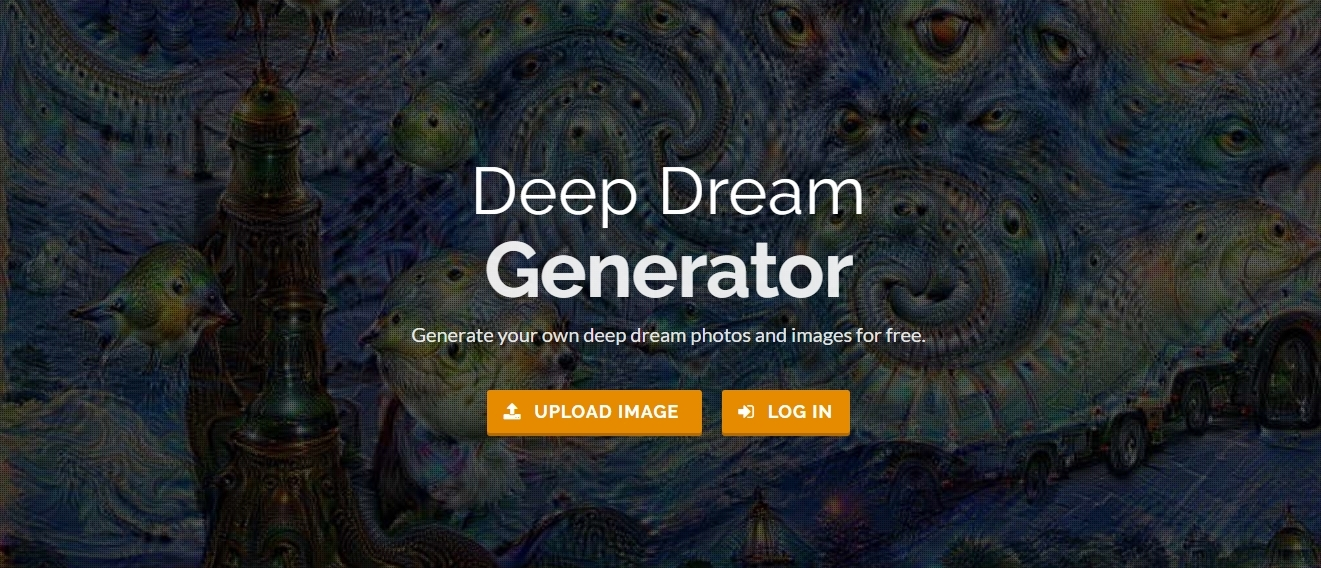 Deep Dream
Generator
Generate your own deep dream photos and images for free.
UPLOAD IMAGE
LOG IN